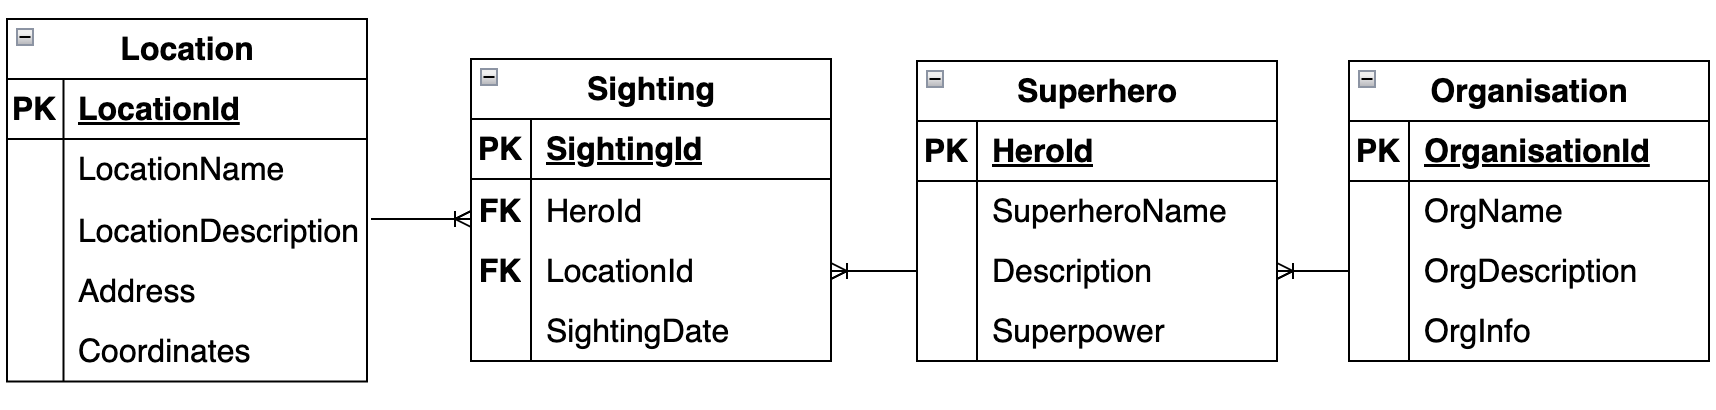 Location
PK LocationId
LocationName
LocationDescription
Address
Coordinates
Sighting
PK SightingId
FK HeroId
FK LocationId
SightingDate
Superhero
PK HeroId
SuperheroName
Description
Superpower
Organisation
PK OrganisationId
OrgName
OrgDescription
OrgInfo